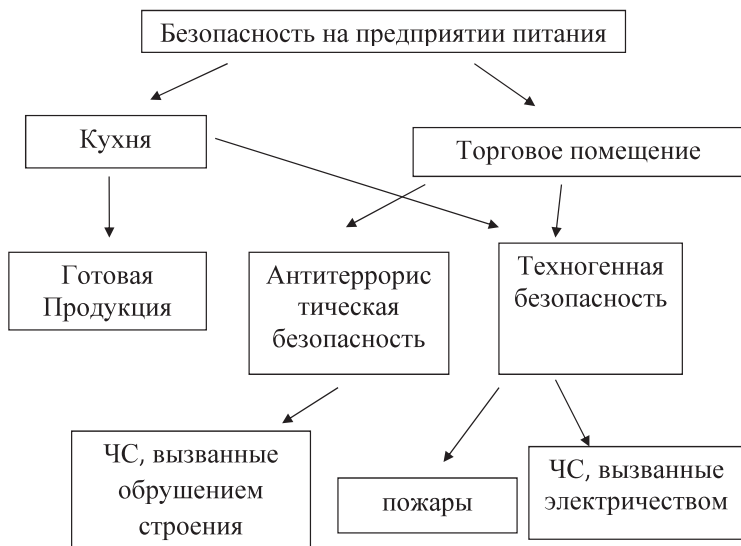 Безопасность на предприятии питания
Кухня
Торговое помещение
Готовая
Продукция
Антитеррорис
тическая
безопасность
Техногенная
безопасность
ЧС, вызванные
обрушением
строения
пожары
ЧС, вызванные
электричеством